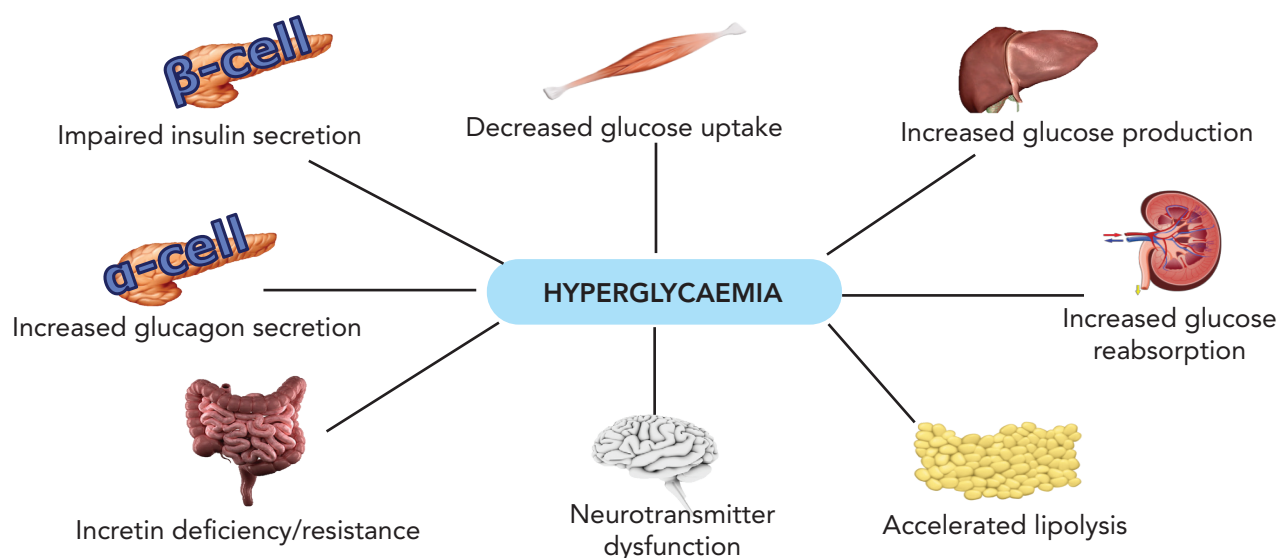 β-cell
Impaired insulin secretion
Decreased glucose uptake
Increased glucose production
α-cell
Increased glucagon secretion
HYPERGLYCAEMIA
Increased glucose
reabsorption
Incretin deficiency/resistance
Neurotransmitter
dysfunction
Accelerated lipolysis